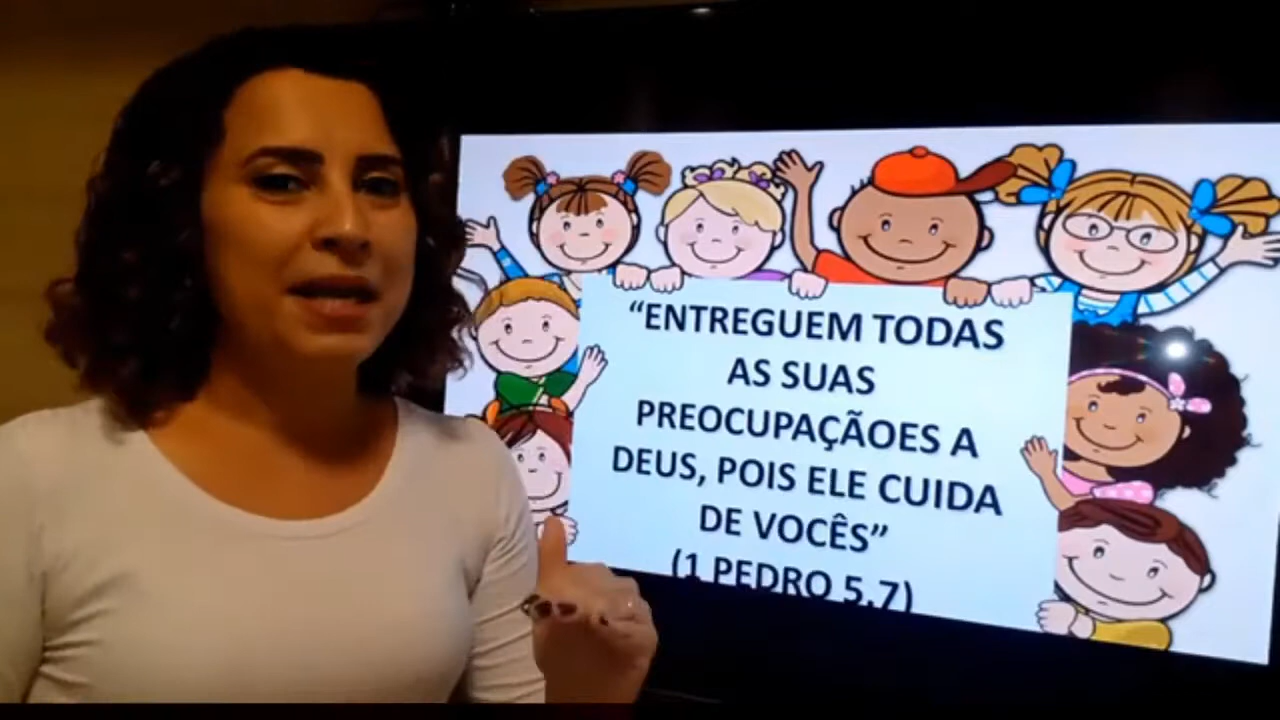 “ENTREGUEM TODAS
AS SUAS
PREOCUPAÇÃOES A
DEUS, POIS ELE CUIDA
DE VOCÊS”
(1 PEDRO 5,7)